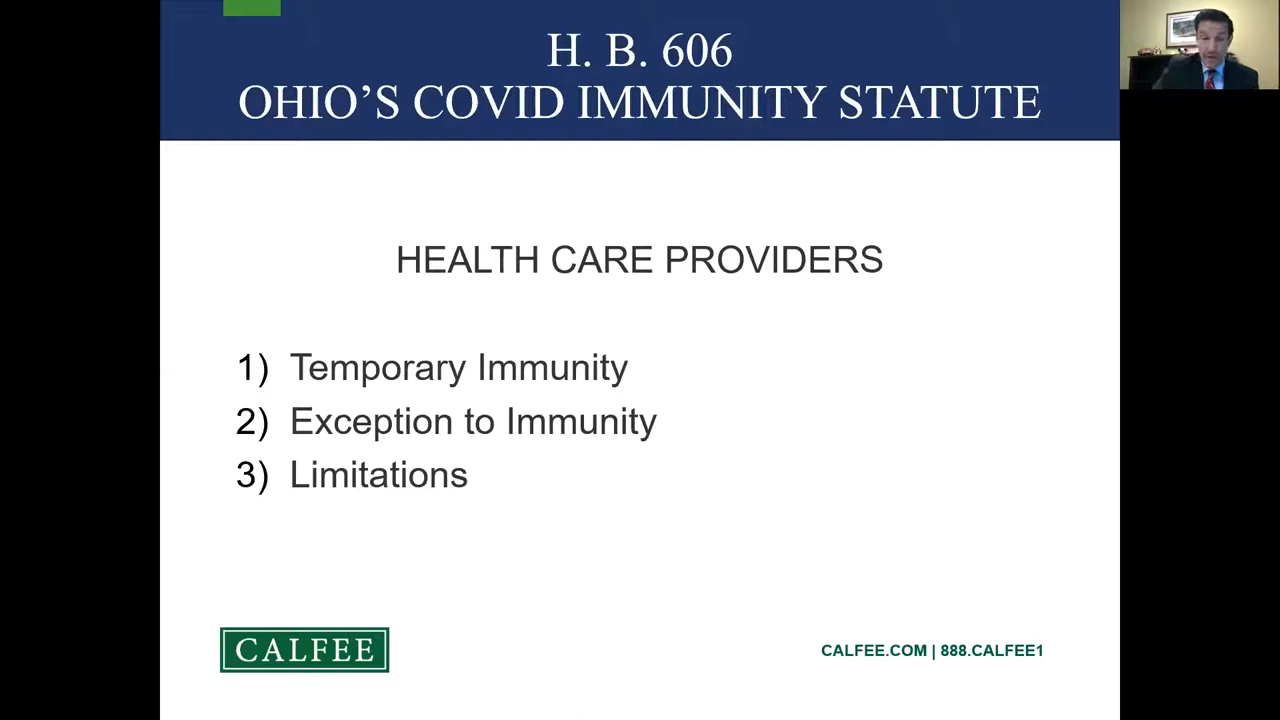 H. B. 606
OHIO’S COVID IMMUNITY STATUTE
HEALTH CARE PROVIDERS
1) Temporary Immunity
2) Exception to Immunity
3) Limitations
CALFEE
CALFEE.COM | 888.CALFEE1